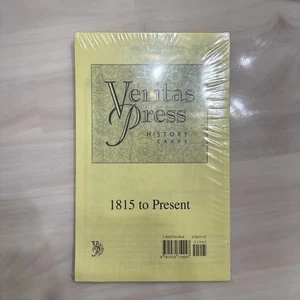 Veritas
Press
HISTORY
CARDS
1815 to Present